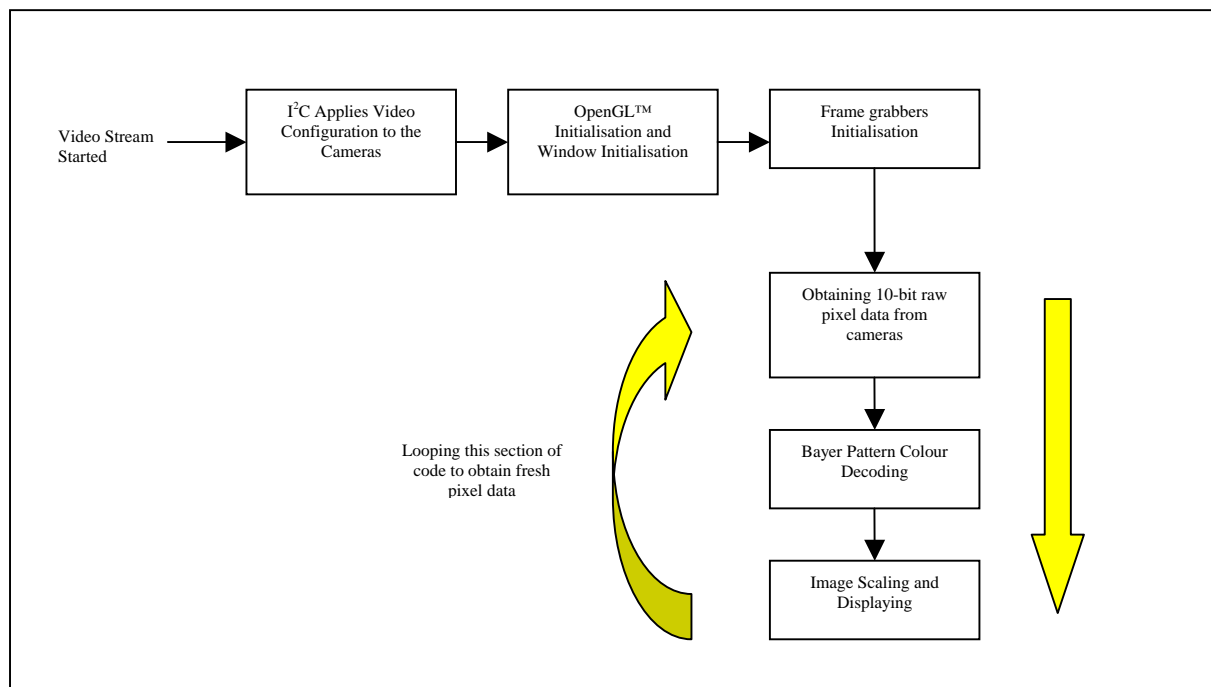 Video Stream
Started
I²C Applies Video
Configuration to the
Cameras
OpenGL™
Initialisation and
Window Initialisation
Frame grabbers
Initialisation
Obtaining 10-bit raw
pixel data from
cameras
Looping this section of
code to obtain fresh
pixel data
Bayer Pattern Colour
Decoding
Image Scaling and
Displaying